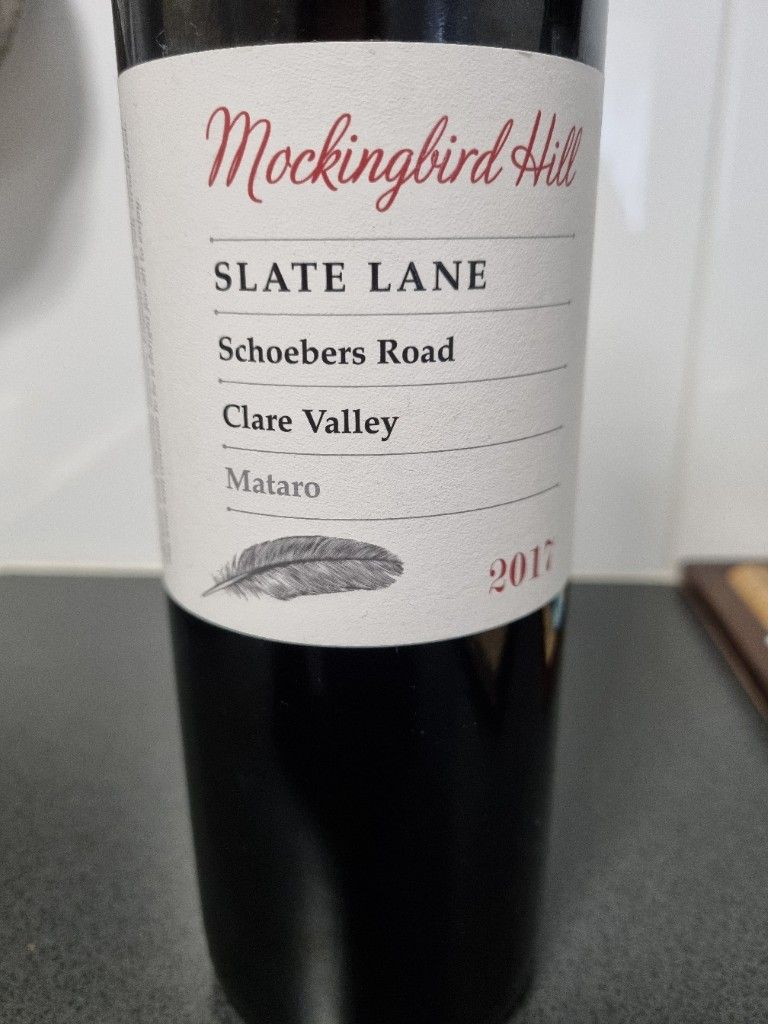 Mockingbird Hill
SLATE LANE
Schoebers Road
Clare Valley
Mataro
2017